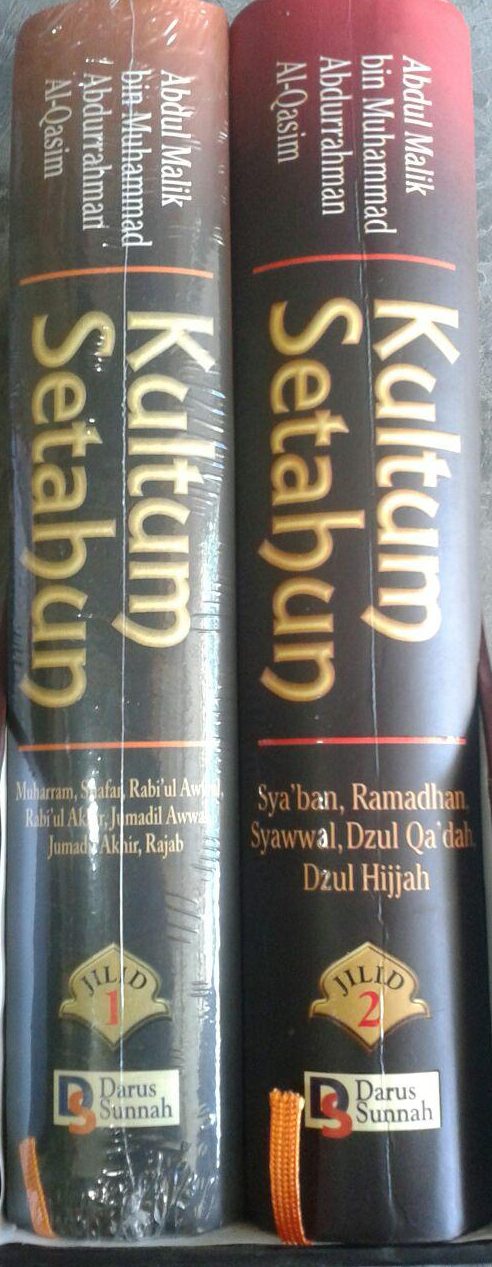 Abdul Malik
bin Muhammad
Abdurrahman
Al-Qasim
Kultum
Setahun
Muharram, Shafar, Rabi'ul Awwal,
Rabi'ul Akhir, Jumadil Awwal
Jumadil Akhir, Rajab
JILID
1
Darus
Sunnah
Abdul Malik
bin Muhammad
Abdurrahman
Al-Qasim
Kultum
Setahun
Sya'ban, Ramadhan,
Syawwal, Dzul Qa'dah,
Dzul Hijjah
JILID
2
DS
Darus
Sunnah